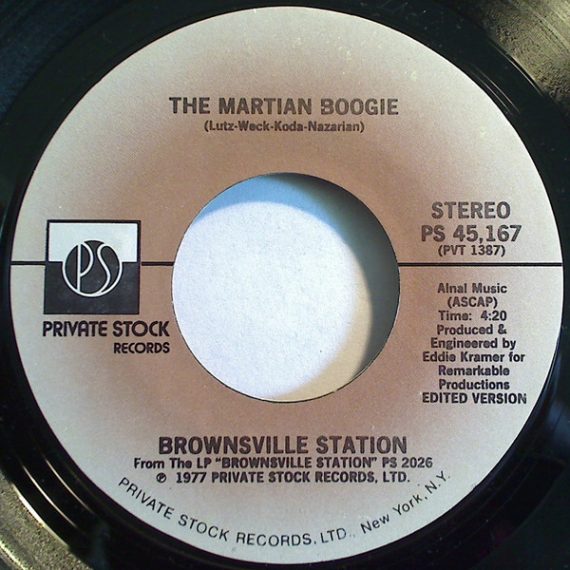 THE MARTIAN BOOGIE
(Lutz-Weck-Koda-Nazarian)
STEREO
PS 45,167
(PVT 1387)
PS
PRIVATE STOCK
RECORDS
Alnal Music
(ASCAP)
Time: 4:20
Produced &
Engineered by
Eddie Kramer for
Remarkable
Productions
EDITED VERSION
BROWNSVILLE STATION
From The LP "BROWNSVILLE STATION" PS 2026
℗ 1977 PRIVATE STOCK RECORDS, LTD.
PRIVATE STOCK RECORDS, LTD., New York, N.Y.